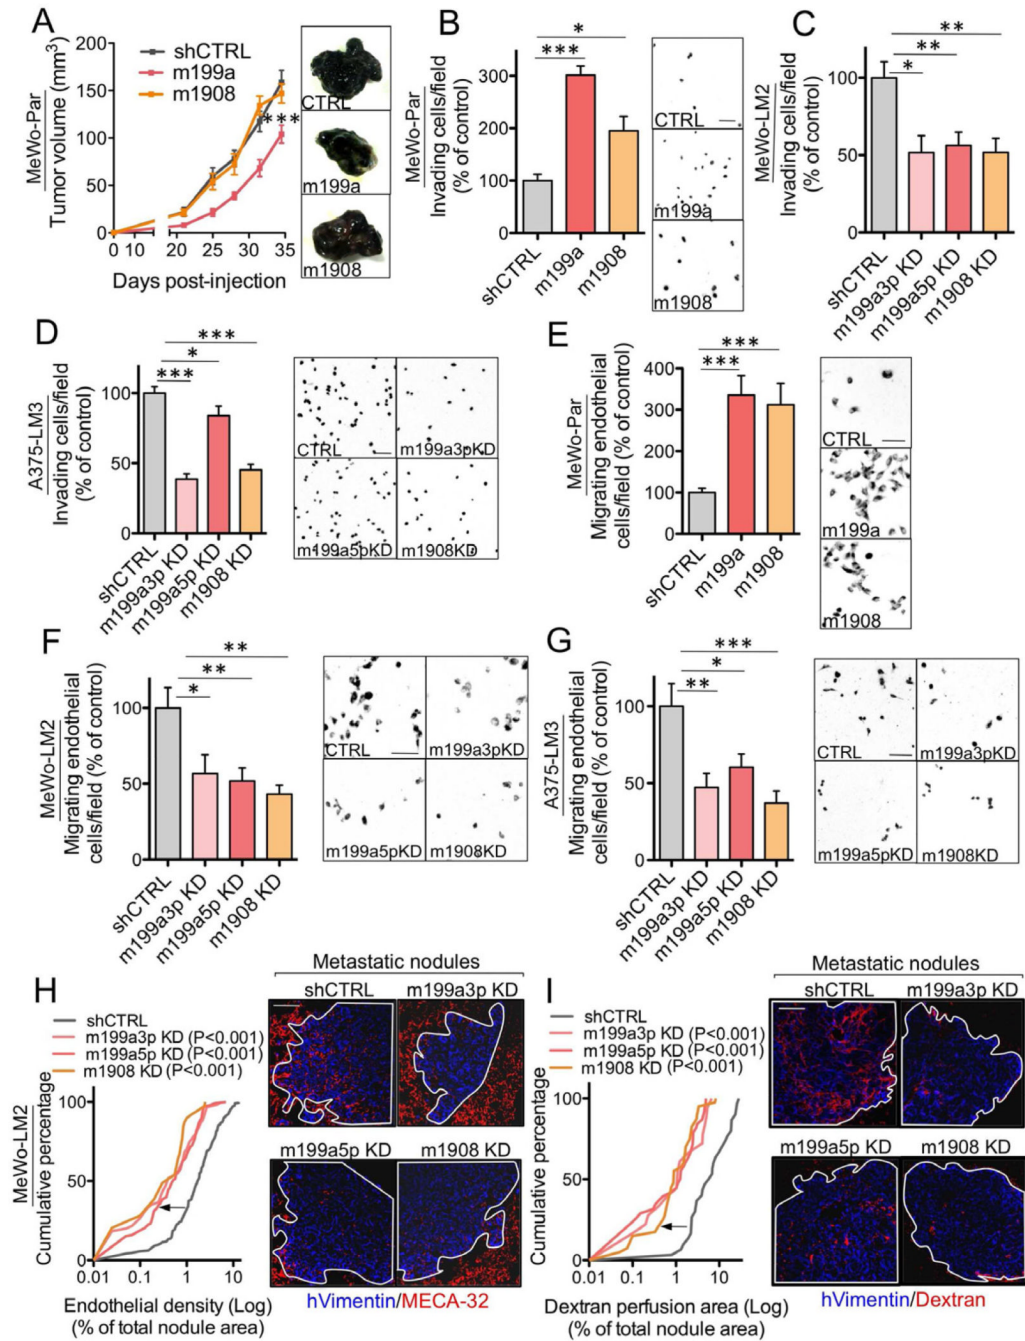 A
MeWo-Par
Tumor volume (mm³)
200
150
100
50
0
shCTRL
m199a
m1908
***
0 10 20 25 30 35
Days post-injection
CTRL
m199a
m1908
B
MeWo-Par
Invading cells/field
(% of control)
300
200
100
0
*
***
shCTRL
m199a
m1908
CTRL
m199a
m1908
C
MeWo-LM2
Invading cells/field
(% of control)
100
50
0
**
**
*
shCTRL
m199a3p KD
m199a5p KD
m1908 KD
D
A375-LM3
Invading cells/field
(% of control)
100
50
0
***
*
***
shCTRL
m199a3p KD
m199a5p KD
m1908 KD
CTRL
m199a3pKD
m199a5pKD
m1908KD
E
MeWo-Par
Migrating endothelial
cells/field (% of control)
400
300
200
100
0
***
***
shCTRL
m199a
m1908
CTRL
m199a
m1908
F
MeWo-LM2
Migrating endothelial
cells/field (% of control)
100
50
0
**
**
*
shCTRL
m199a3p KD
m199a5p KD
m1908 KD
CTRL
m199a3pKD
m199a5pKD
m1908KD
G
A375-LM3
Migrating endothelial
cells/field (% of control)
100
50
0
***
*
**
shCTRL
m199a3p KD
m199a5p KD
m1908 KD
CTRL
m199a3pKD
m199a5pKD
m1908KD
H
shCTRL
m199a3p KD (P<0.001)
m199a5p KD (P<0.001)
m1908 KD (P<0.001)
MeWo-LM2
Cumulative percentage
100
50
0
0.01 0.1 1 10
Endothelial density (Log)
(% of total nodule area)
Metastatic nodules
shCTRL
m199a3p KD
m199a5p KD
m1908 KD
hVimentin/MECA-32
I
shCTRL
m199a3p KD (P<0.001)
m199a5p KD (P<0.001)
m1908 KD (P<0.001)
Cumulative percentage
100
50
0
0.01 0.1 1 10
Dextran perfusion area (Log)
(% of total nodule area)
Metastatic nodules
shCTRL
m199a3p KD
m199a5p KD
m1908 KD
hVimentin/Dextran